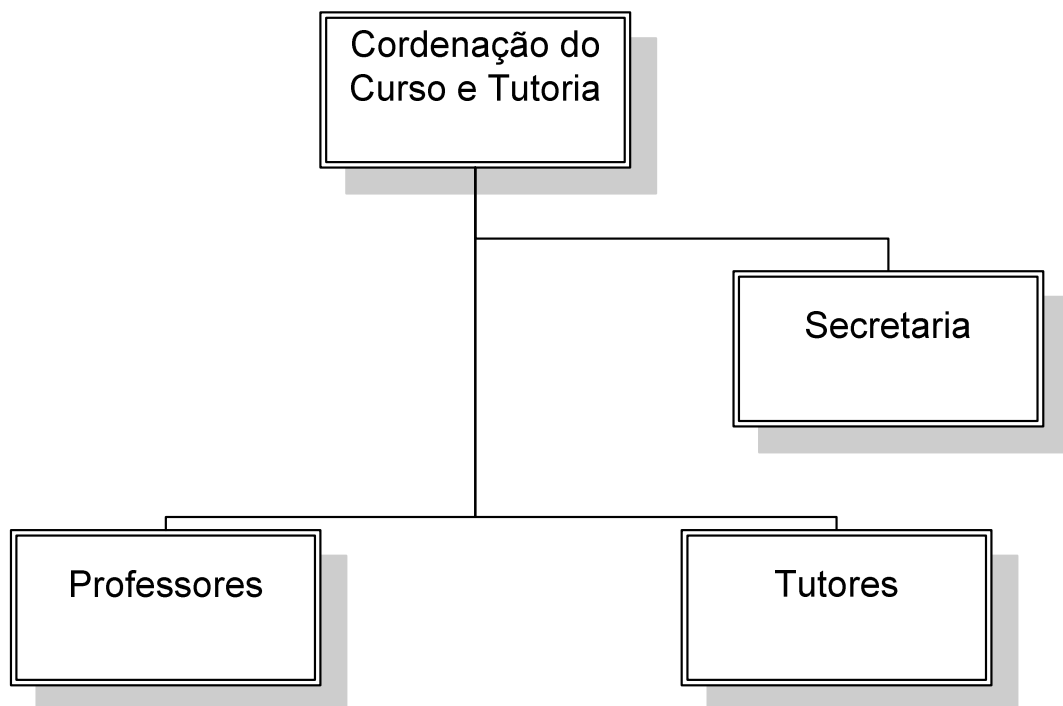 Cordenação do
Curso e Tutoria
Secretaria
Professores
Tutores